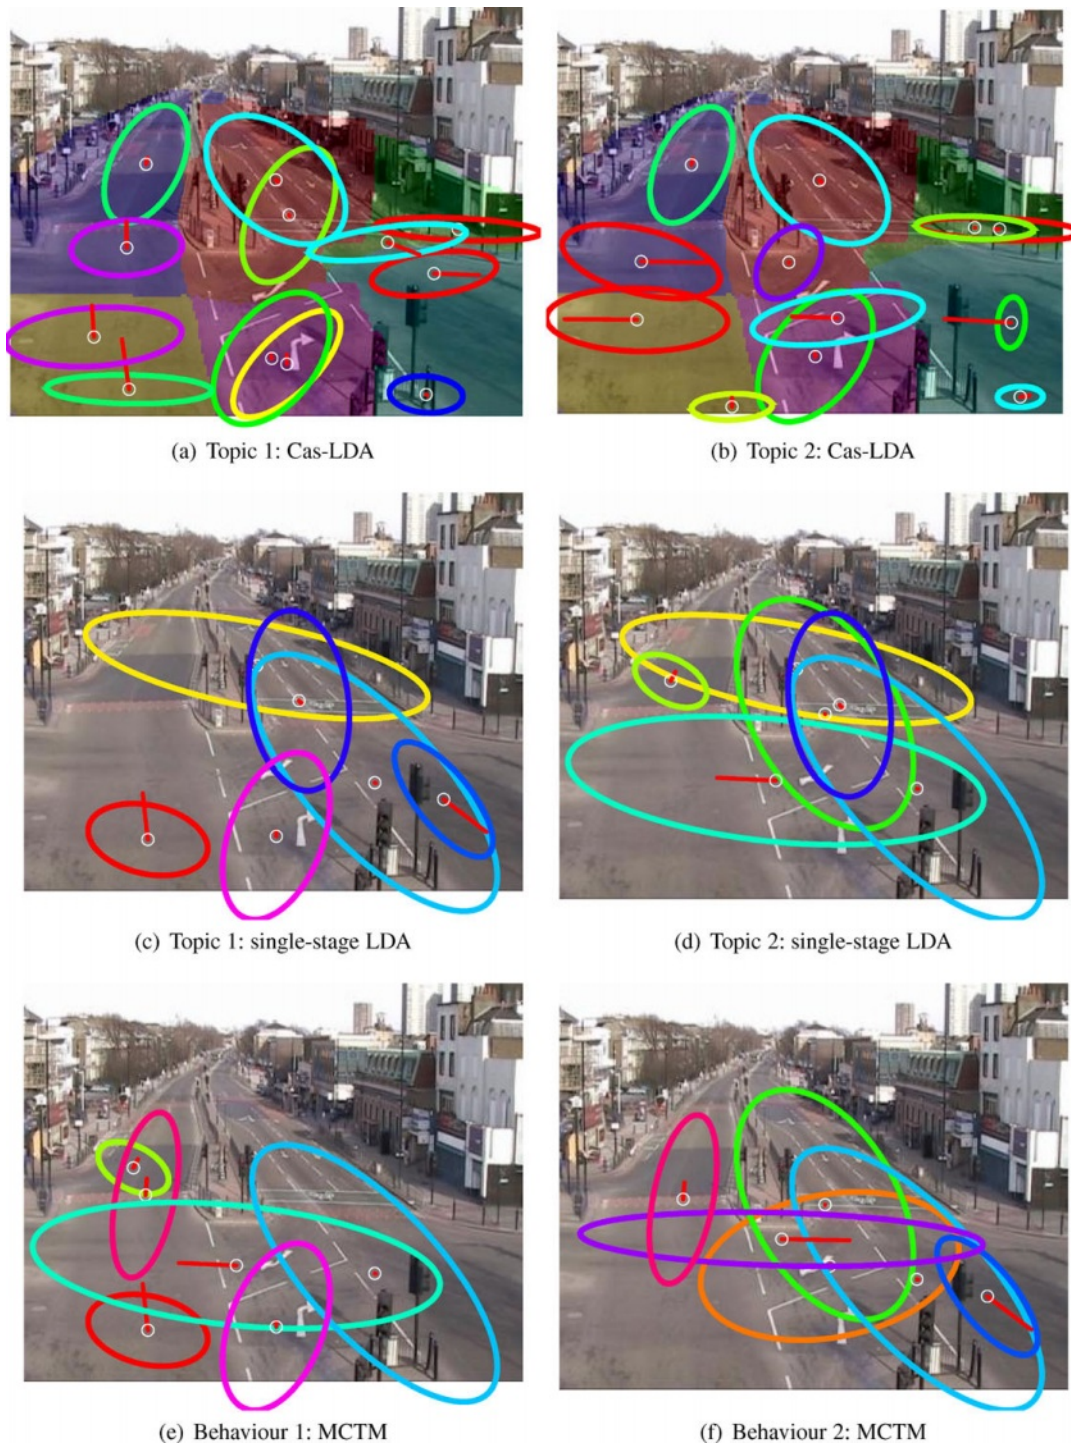 (a) Topic 1: Cas-LDA
(b) Topic 2: Cas-LDA
(c) Topic 1: single-stage LDA
(d) Topic 2: single-stage LDA
(e) Behaviour 1: MCTM
(f) Behaviour 2: MCTM